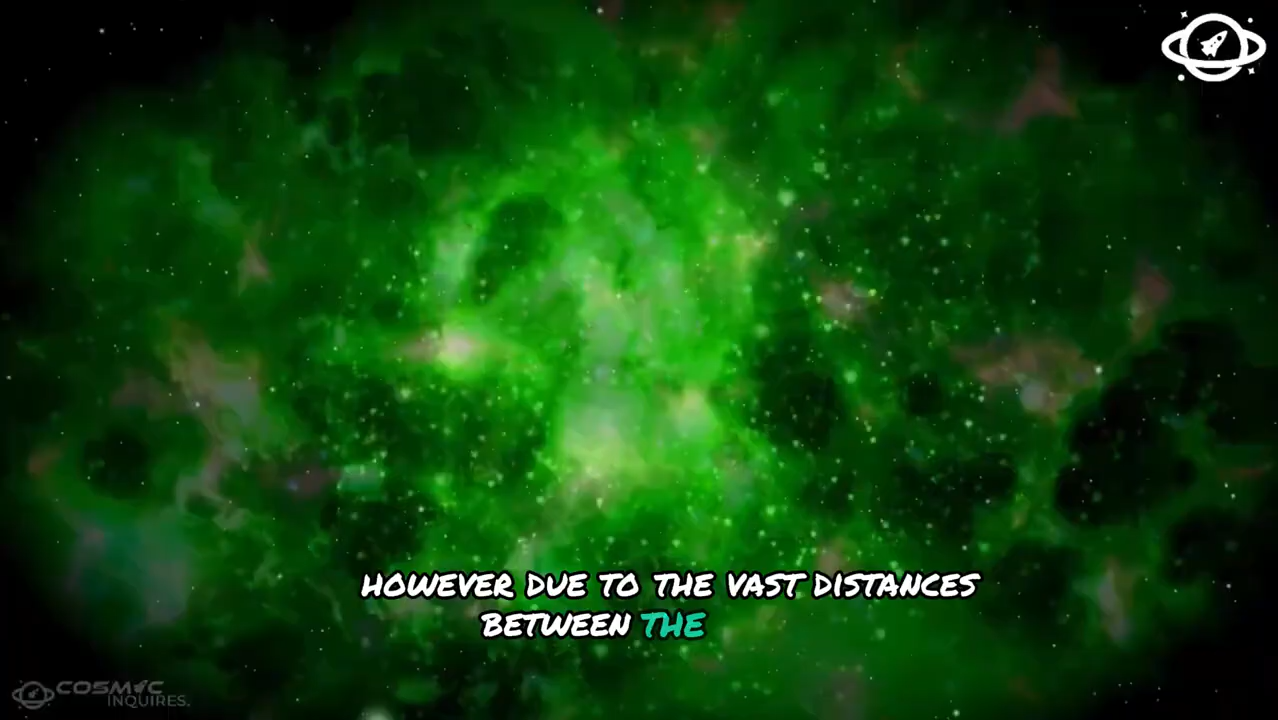 HOWEVER DUE TO THE VAST DISTANCES
BETWEEN THE
COSMIC
INQUIRES.